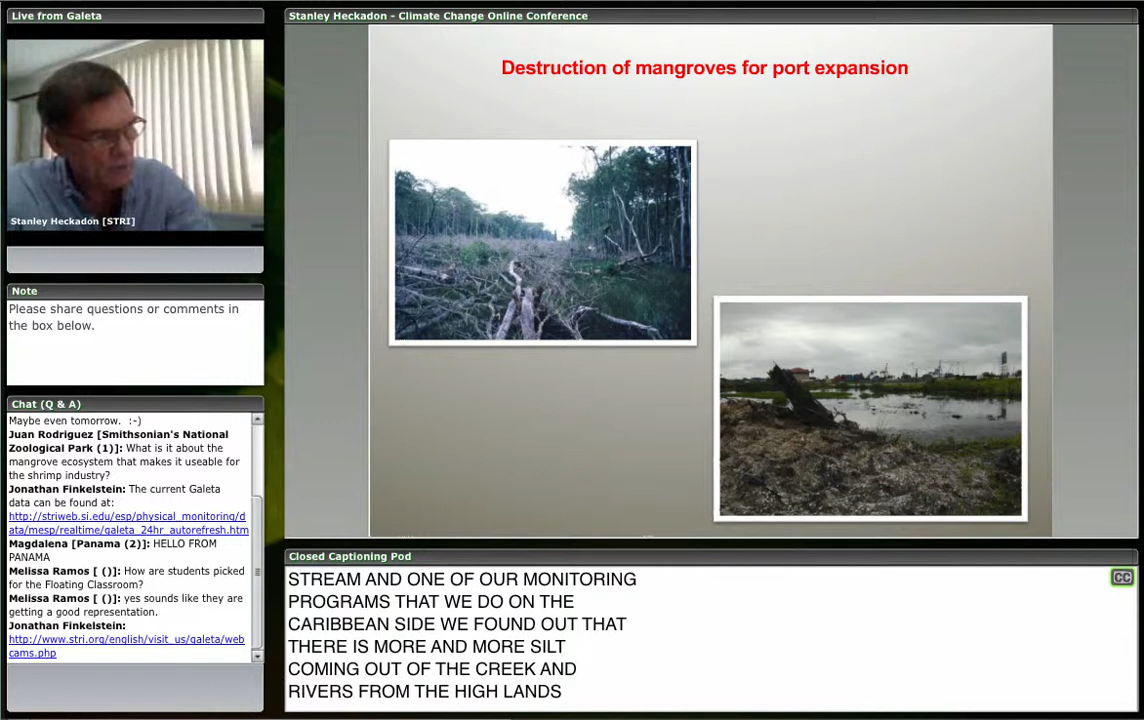 Live from Galeta
Stanley Heckadon [STRI]
Note
Please share questions or comments in
the box below.
Chat (Q & A)
Maybe even tomorrow. :-)
Juan Rodriguez [Smithsonian's National
Zoological Park (1)]: What is it about the
mangrove ecosystem that makes it useable for
the shrimp industry?
Jonathan Finkelstein: The current Galeta
data can be found at:
http://striweb.si.edu/esp/physical_monitoring/d
ata/mesp/realtime/galeta_24hr_autorefresh.htm
Magdalena [Panama (2)]: HELLO FROM
PANAMA
Melissa Ramos [ ()]: How are students picked
for the Floating Classroom?
Melissa Ramos [ ()]: yes sounds like they are
getting a good representation.
Jonathan Finkelstein:
http://www.stri.org/english/visit_us/galeta/web
cams.php
Stanley Heckadon - Climate Change Online Conference
Destruction of mangroves for port expansion
Closed Captioning Pod
CC
STREAM AND ONE OF OUR MONITORING
PROGRAMS THAT WE DO ON THE
CARIBBEAN SIDE WE FOUND OUT THAT
THERE IS MORE AND MORE SILT
COMING OUT OF THE CREEK AND
RIVERS FROM THE HIGH LANDS